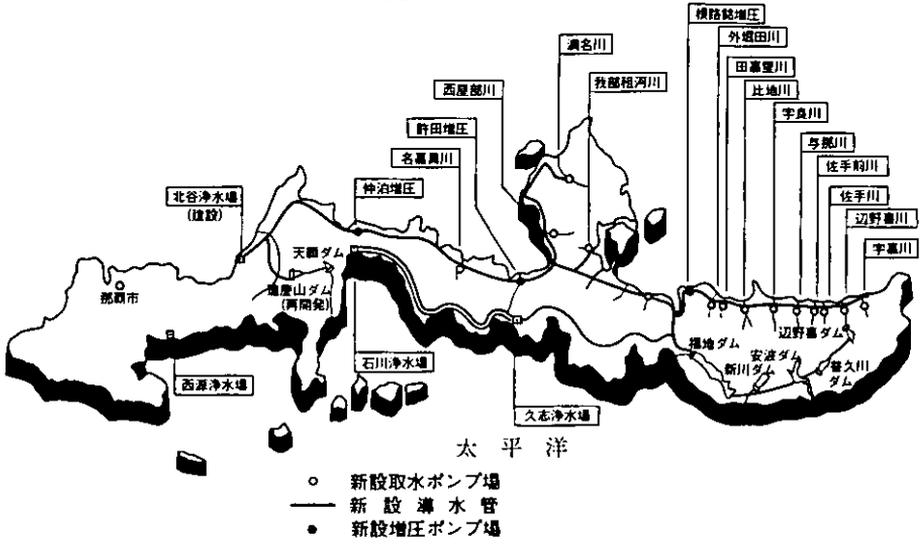 横路鋕増圧
外堀田川
田嘉里川
比地川
宇良川
与那川
佐手前川
佐手川
辺野喜川
宇嘉川
満名川
我部祖河川
西屋部川
許田増圧
名嘉真川
仲泊増圧
北谷浄水場
(建設)
天願ダム
瑞慶山ダム
(再開発)
那覇市
西原浄水場
石川浄水場
久志浄水場
福地ダム
新川ダム
安波ダム
普久川
ダム
辺野喜ダム
太平洋
新設取水ポンプ場
新設導水管
新設増圧ポンプ場